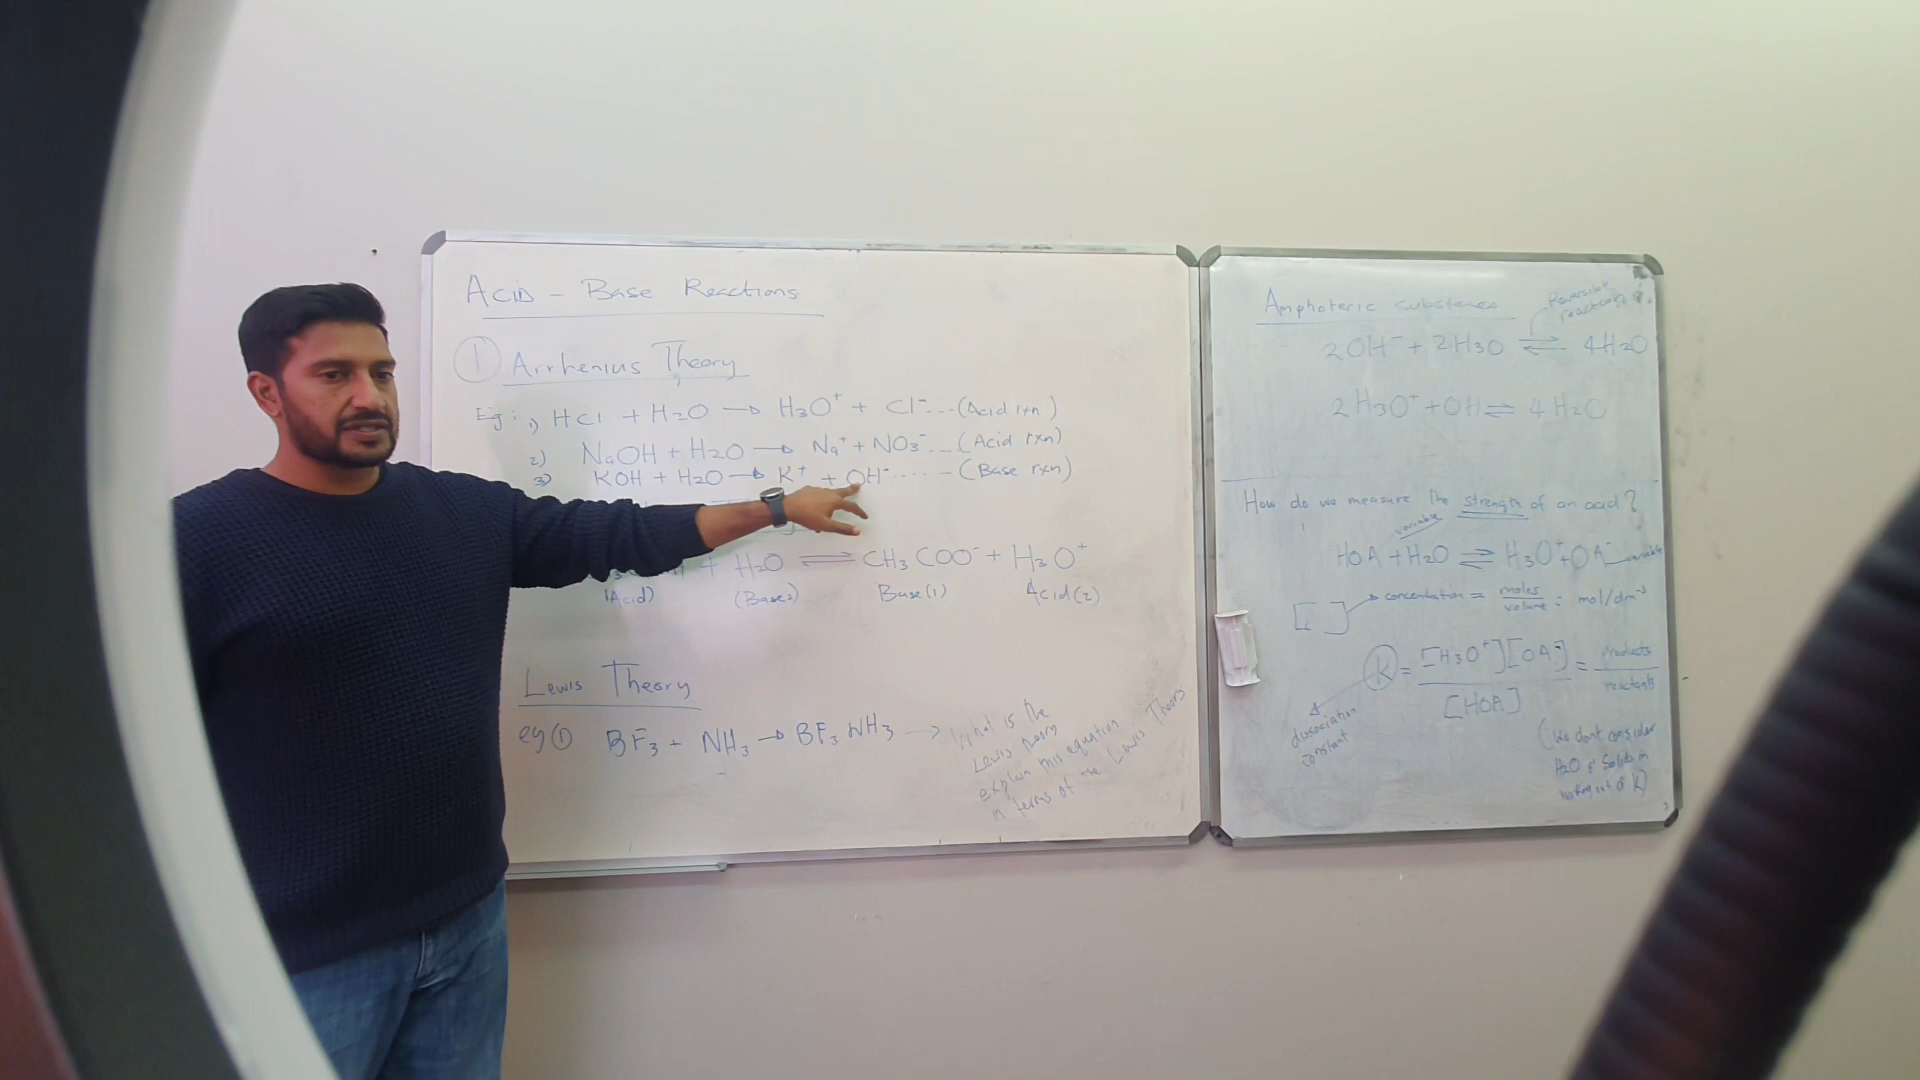 Acid - Base Reactions
① Arrhenius Theory
Eg: 1) HCl + H2O → H3O+ + Cl- ... (Acid rxn)
2) NaOH + H2O → Na+ + NO3- ... (Acid rxn)
3) KOH + H2O → K+ + OH- ...... (Base rxn)
+ H2O ⇌ CH3COO- + H3O+
(Acid) (Base2) Base(1) Acid(2)
Lewis Theory
eg ① BF3 + NH3 → BF3NH3 → What is the
Lewis theory
explain this equation
in terms of the Lewis Theory
Amphoteric substances
Reversible
reaction
2OH- + 2H3O ⇌ 4H2O
2H3O+ + OH ⇌ 4H2O
How do we measure the strength of an acid?
variable
HOA + H2O ⇌ H3O+ + OA- variable
[ ] → concentration = moles/volume = mol/dm-3
K = [H3O+][OA-]/[HOA] = products/reactants
dissociation
constant
(We dont consider
H2O & Solids in
working out of K)